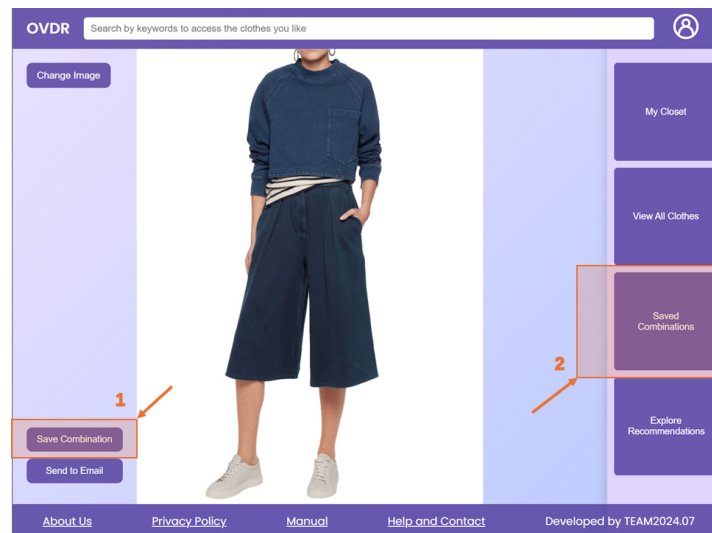 OVDR
Search by keywords to access the clothes you like
Change Image
My Closet
View All Clothes
Saved
Combinations
2
1
Save Combination
Explore
Recommendations
Send to Email
About Us
Privacy Policy
Manual
Help and Contact
Developed by TEAM2024.07